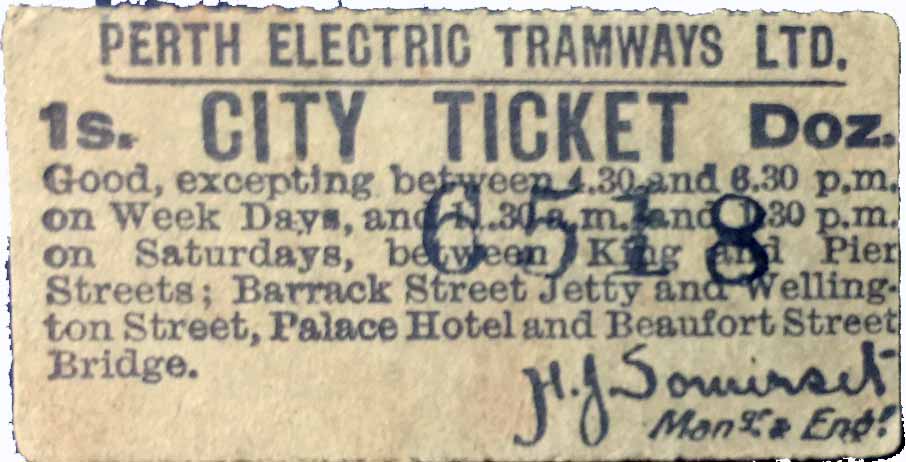 PERTH ELECTRIC TRAMWAYS LTD.
1s. CITY TICKET Doz.
Good, excepting between 4.30 and 6.30 p.m.
on Week Days, and 11.30 a.m. and 1.30 p.m.
on Saturdays, between King and Pier
Streets; Barrack Street Jetty and Welling-
ton Street, Palace Hotel and Beaufort Street
Bridge.
6518
H.J. Somerset
Mangr. & Engr.